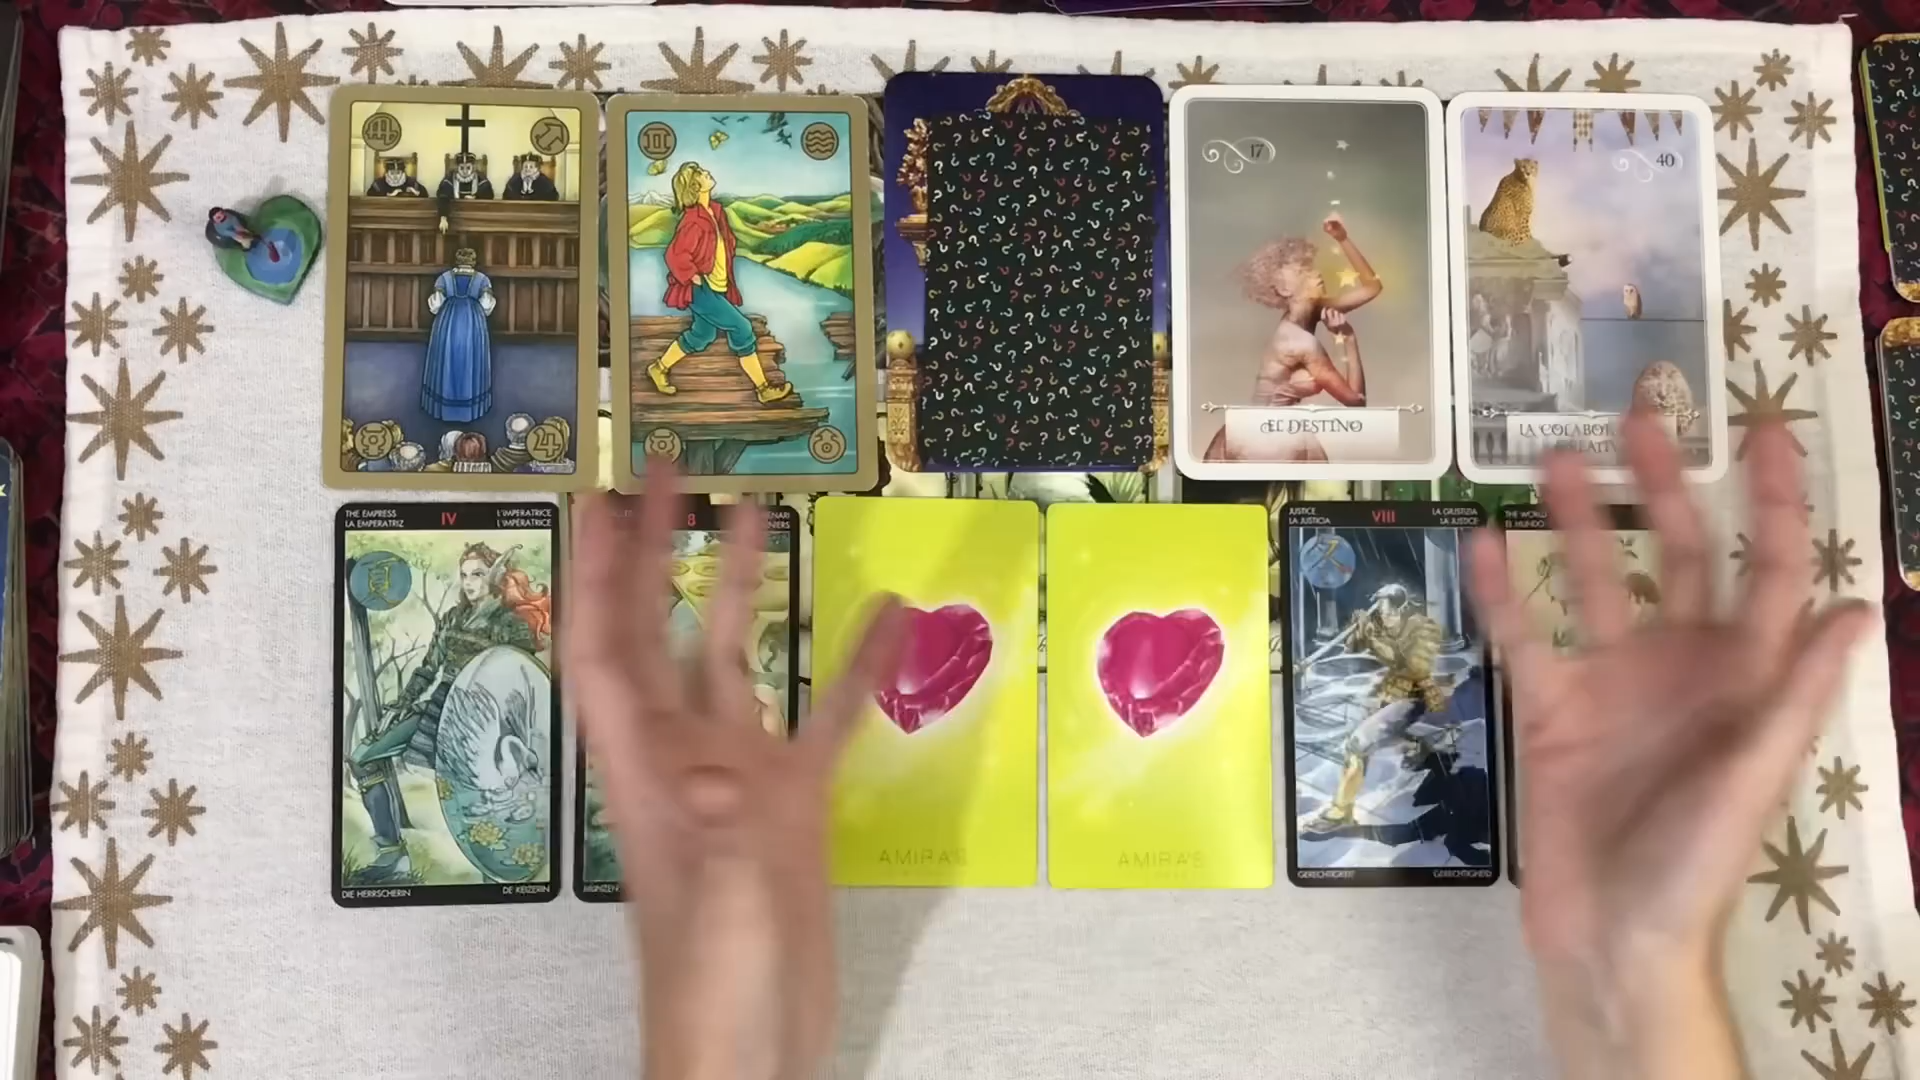 17
EL DESTINO
40
THE EMPRESS
LA EMPERATRIZ
IV
L'IMPERATRICE
L'IMPÉRATRICE
8
JUSTICE
LA JUSTICIA
VIII
LA GIUSTIZIA
LA JUSTICE
THE WORLD
EL MUNDO
AMIRA'S
AMIRA'S
DIE HERRSCHERIN
DE KEIZERIN
MÜNZEN
GERECHTIGKEIT
GERECHTIGHEID